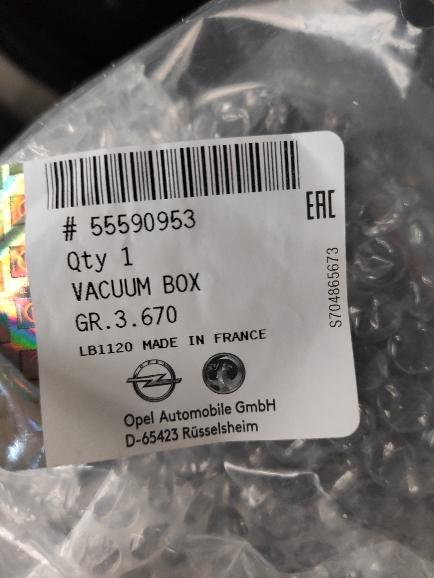 EAC
# 55590953
Qty 1
VACUUM BOX
GR.3.670
LB1120 MADE IN FRANCE
S704865673
OPEL
Opel Automobile GmbH
D-65423 Rüsselsheim